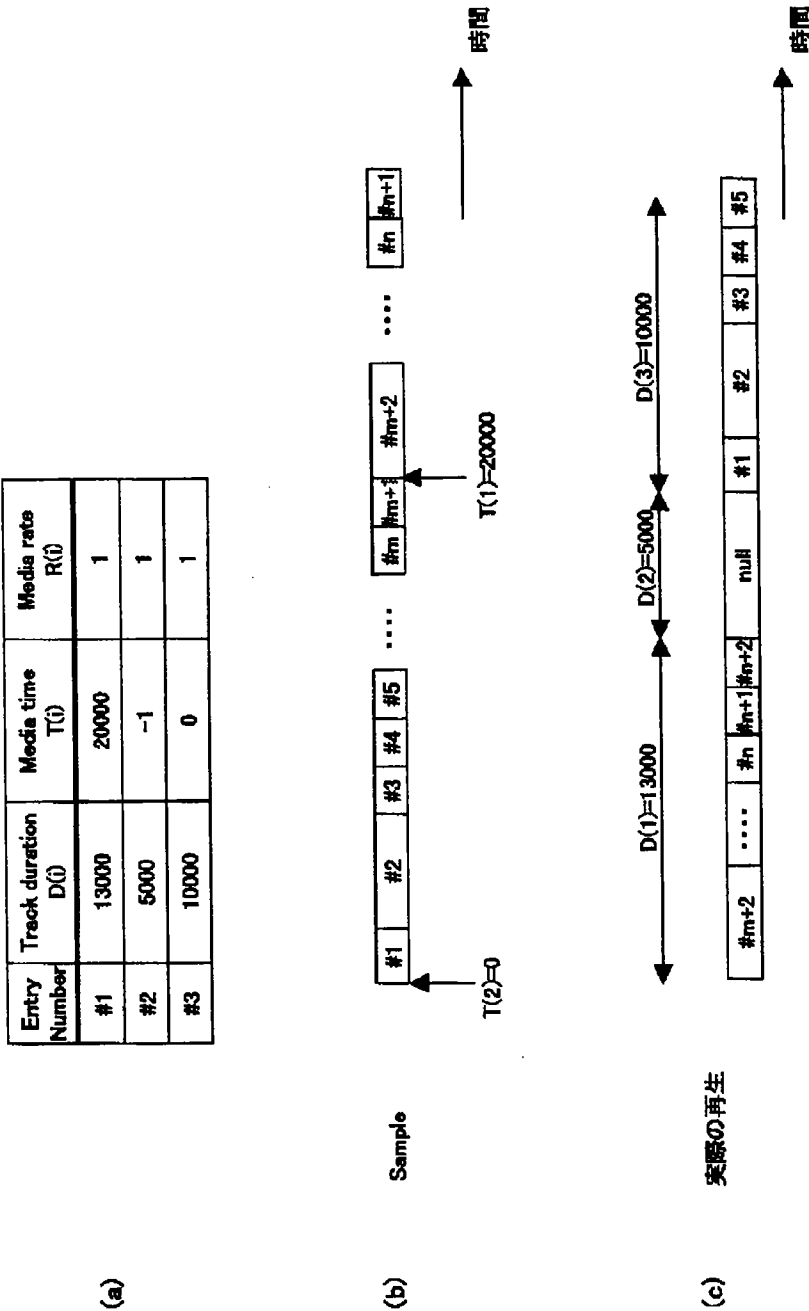 (a)
Entry Number Track duration D(i) Media time T(i) Media rate R(i)
#1 13000 20000 1
#2 5000 -1 1
#3 10000 0 1
(b)
Sample
#1 #2 #3 #4 #5 ‥‥ #m #m+1 #m+2 ‥‥ #n #n+1
T(2)=0
T(1)=20000
時間
(c)
実際の再生
D(1)=13000 D(2)=5000 D(3)=10000
#m+2 ‥‥ #n #n+1 #n+2 null #1 #2 #3 #4 #5
時間